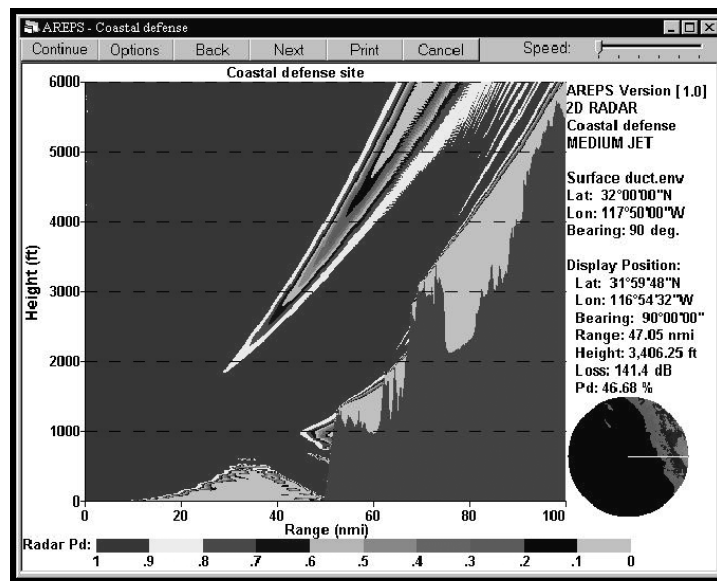 AREPS - Coastal defense
Continue Options Back Next Print Cancel Speed:
Coastal defense site
6000
5000
4000
3000
2000
1000
0
Height (ft)
0 20 40 60 80 100
Range (nmi)
Radar Pd:
1 .9 .8 .7 .6 .5 .4 .3 .2 .1 0
AREPS Version [1.0]
2D RADAR
Coastal defense
MEDIUM JET
Surface duct.env
Lat: 32°00'00"N
Lon: 117°50'00"W
Bearing: 90 deg.
Display Position:
Lat: 31°59'48"N
Lon: 116°54'32"W
Bearing: 90°00'00"
Range: 47.05 nmi
Height: 3,406.25 ft
Loss: 141.4 dB
Pd: 46.68 %